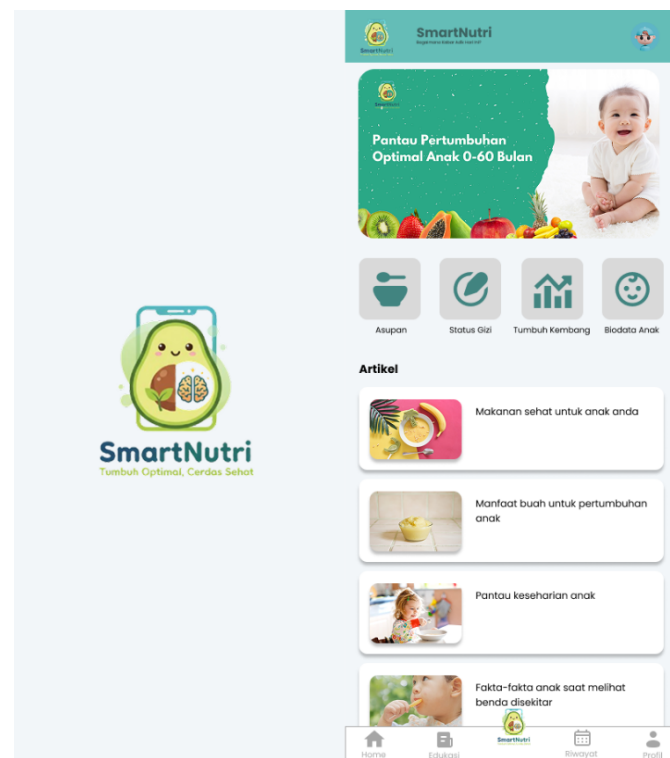 SmartNutri
Tumbuh Optimal, Cerdas Sehat
SmartNutri
SmartNutri
Pantau Pertumbuhan
Optimal Anak 0-60 Bulan
Asupan
Status Gizi
Tumbuh Kembang
Biodata Anak
Artikel
Makanan sehat untuk anak anda
Manfaat buah untuk pertumbuhan
anak
Pantau keseharian anak
Fakta-fakta anak saat melihat
benda disekitar
Home
Edukasi
SmartNutri
Riwayat
Profil